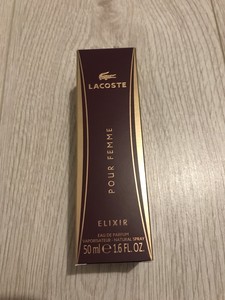 LACOSTE
POUR FEMME
ELIXIR
EAU DE PARFUM
VAPORISATEUR - NATURAL SPRAY
50 ml e 1.6 FL. OZ.